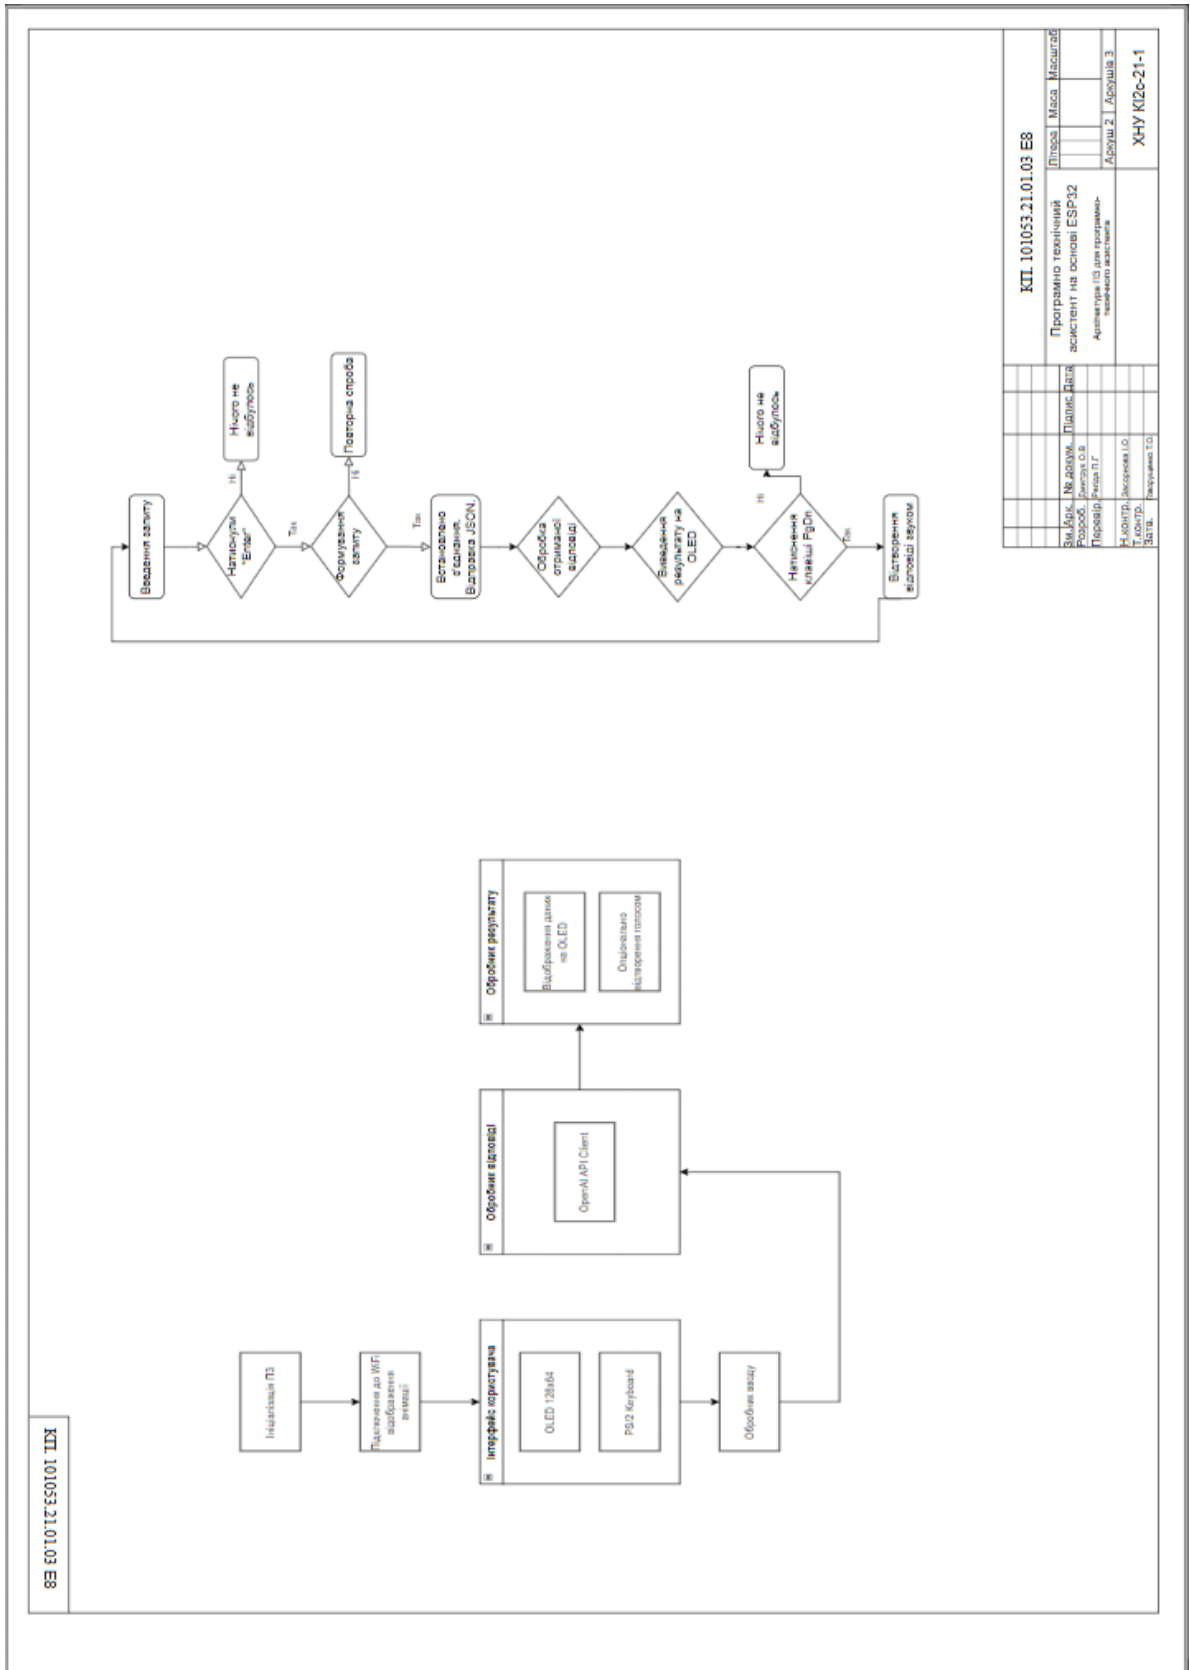 КП. 101053.21.01.03 Е8
Ініціалізація ПЗ
Підключення до WiFi
відображення
анімації
Інтерфейс користувача
OLED 128x64
PS/2 Keyboard
Обробник вводу
Обробник відповіді
OpenAI API Client
Обробник результату
Відображення даних
на OLED
Опціонально
відтворення голосом
Введення запиту
Натиснули
"Enter"
Ні
Нічого не
відбулось
Так
Формування
запиту
Ні
Повторна спроба
Так
Встановлено
з'єднання.
Відправка JSON.
Обробка
отриманої
відповіді
Виведення
результату на
OLED
Натиснення
клавіші PgDn
Ні
Нічого не
відбулось
Так
Відтворення
відповіді звуком
КП. 101053.21.01.03 Е8
Зм. Арк. № докум. Підпис Дата
Розроб. Дмитрук О.В
Перевір. Регіда П.Г
Н.контр. Засорнова І.О
Т.контр.
Затв. Говорущенко Т.О.
Програмно технічний
асистент на основі ESP32
Архітектура ПЗ для програмно-
технічного асистента
Літера Маса Масштаб
Аркуш 2 Аркушів 3
ХНУ КІ2с-21-1